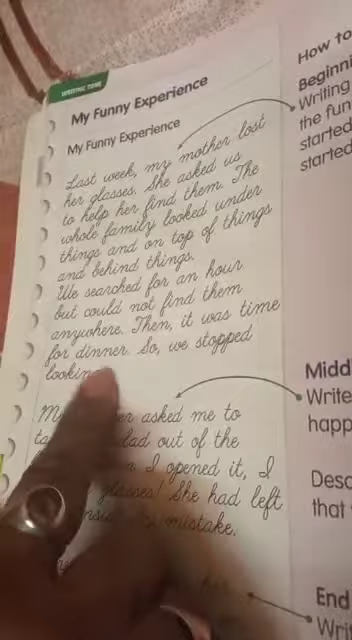 WRITING TIME
My Funny Experience
My Funny Experience
Last week, my mother lost
her glasses. She asked us
to help her find them. The
whole family looked under
things and on top of things
and behind things.
We searched for an hour
but could not find them
anywhere. Then, it was time
for dinner. So, we stopped
looking
asked me to
out of the
I opened it, I
glasses! She had left
mistake.
How to
Beginni
Writing
the fun
started
started
Midd
Write
happ
Desc
that
End
Wri